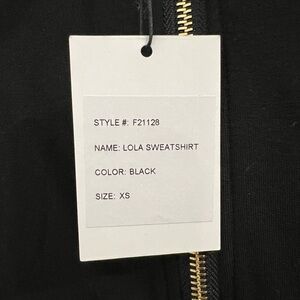 STYLE #: F21128
NAME: LOLA SWEATSHIRT
COLOR: BLACK
SIZE: XS